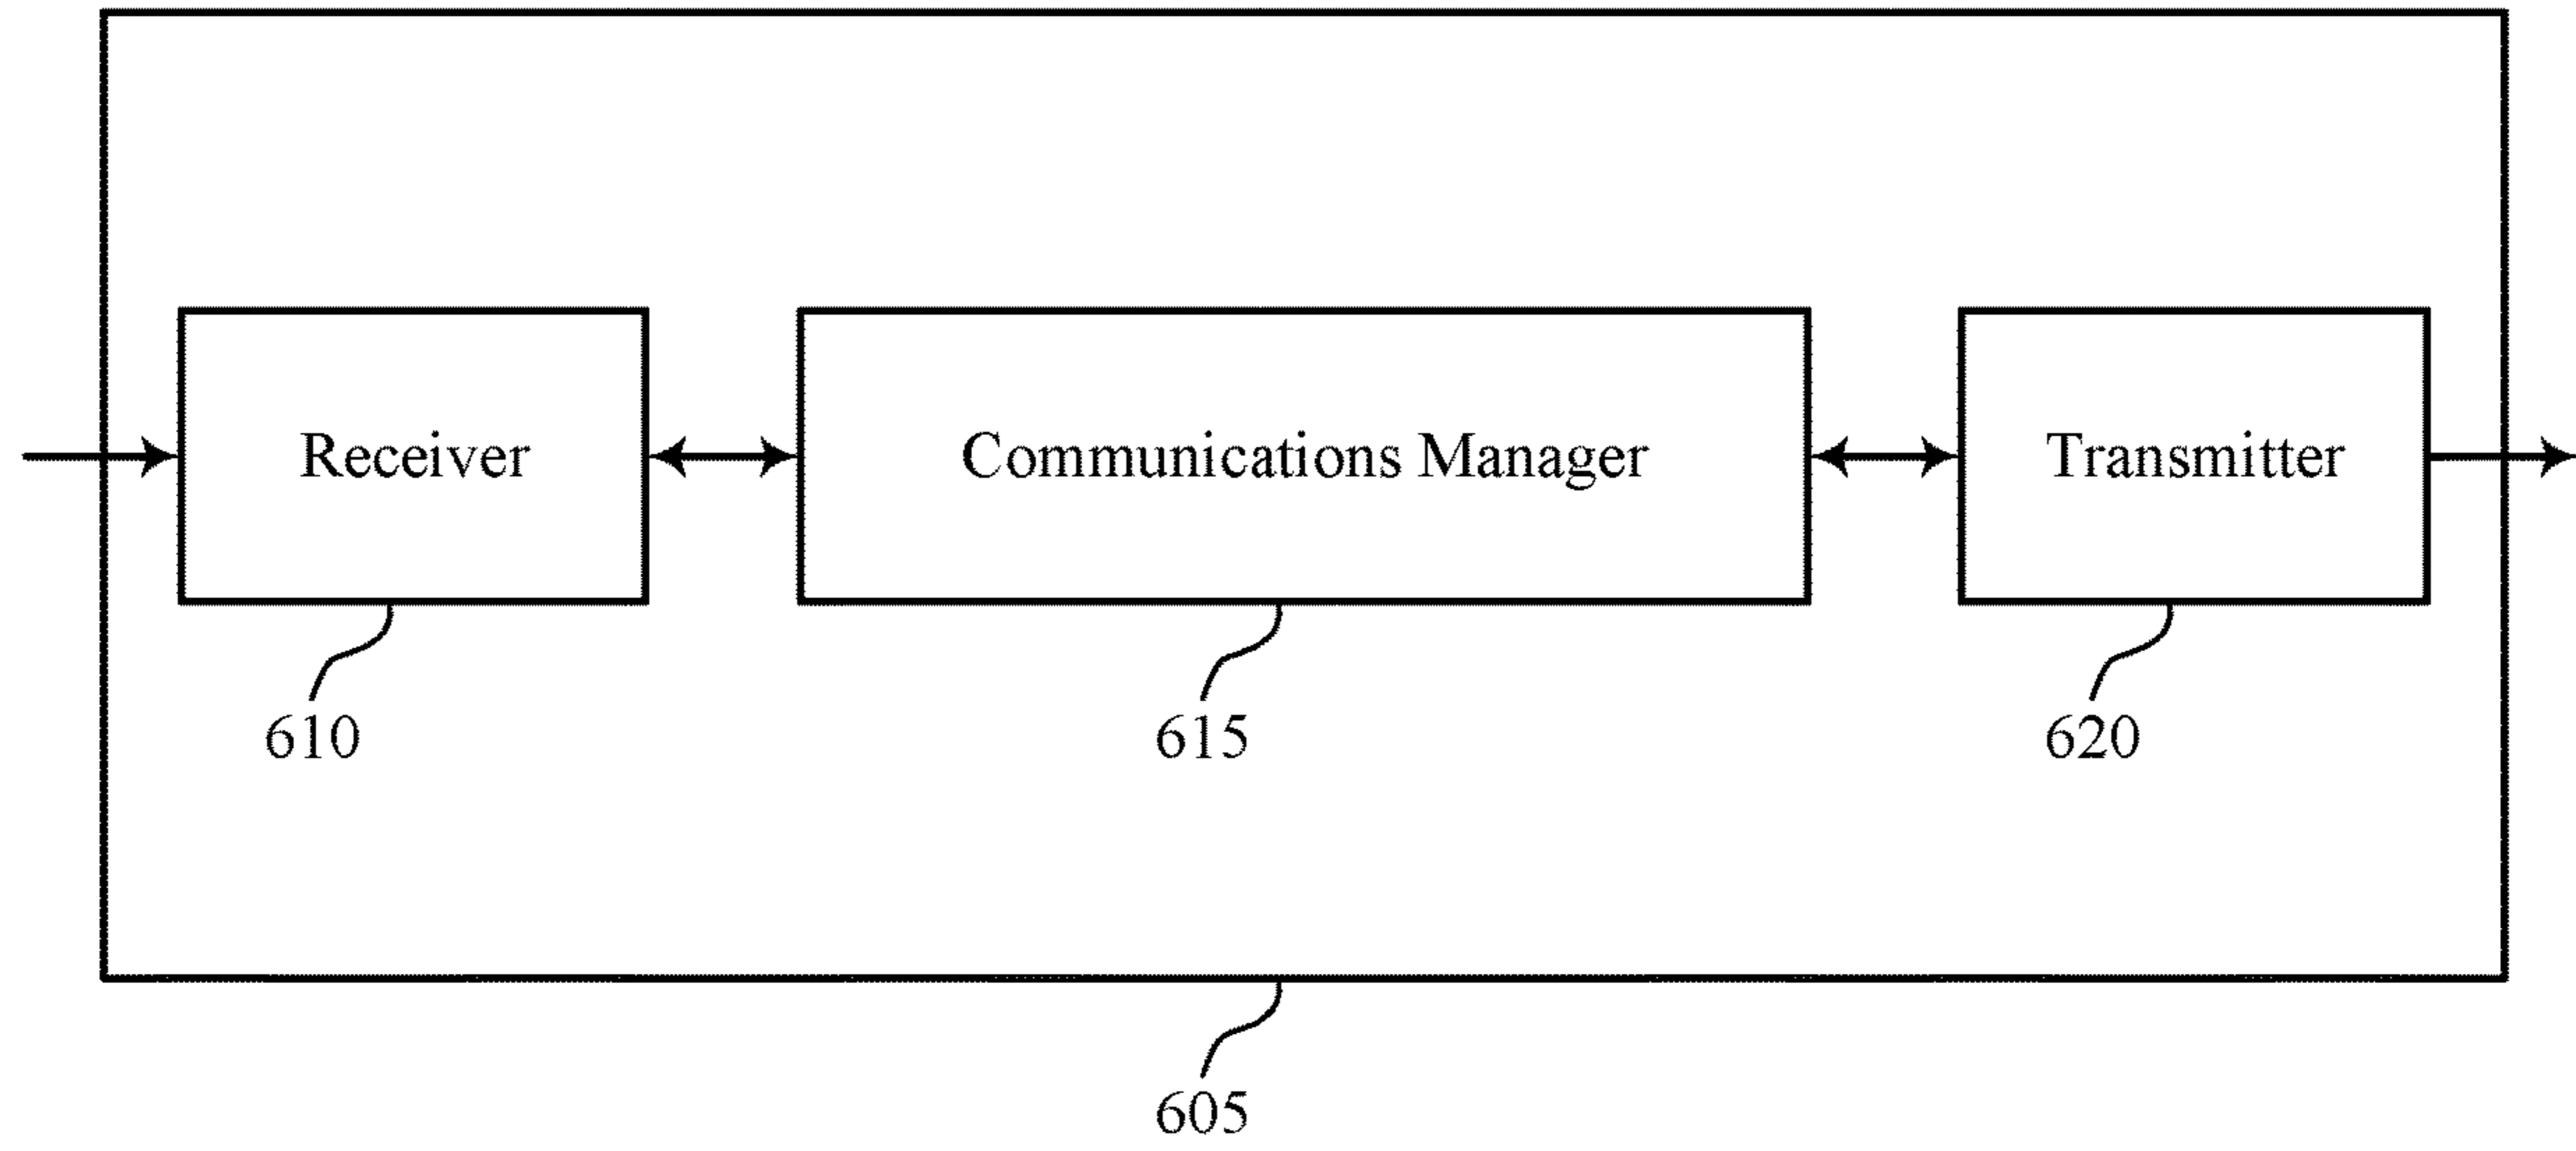 Receiver
Communications Manager
Transmitter
610
615
620
605